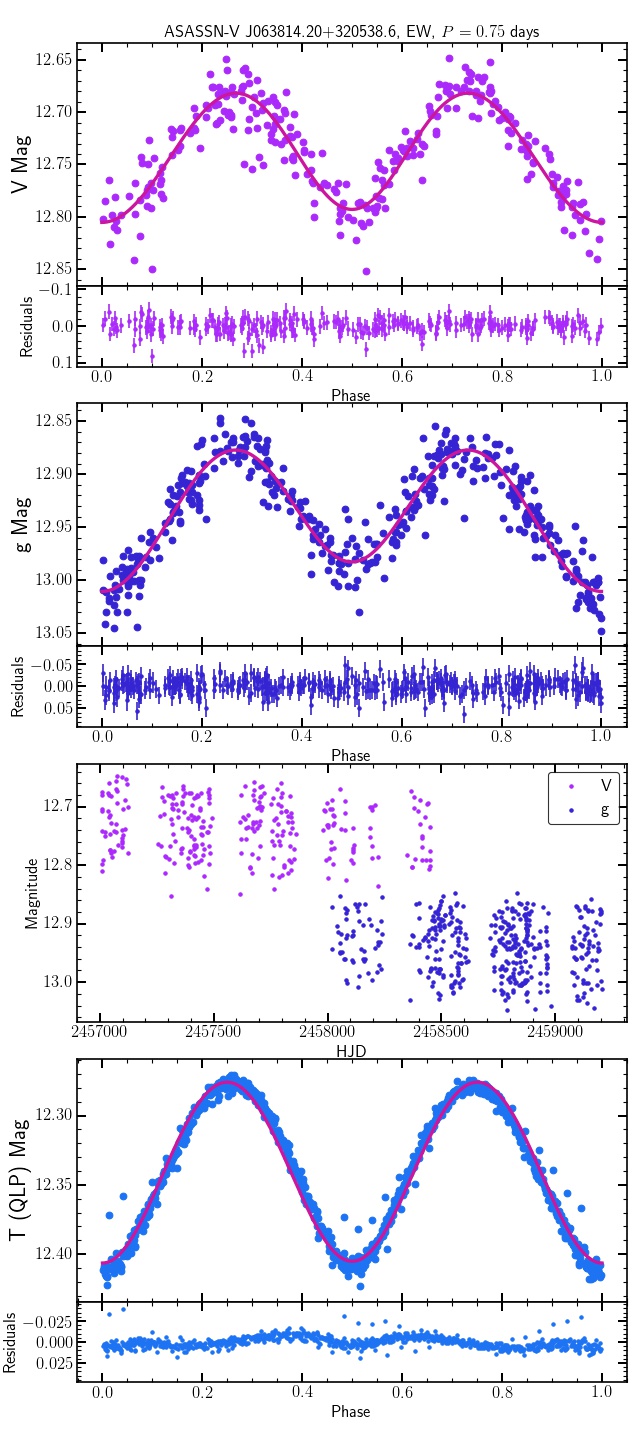 ASASSN-V J063814.20+320538.6, EW, P = 0.75 days
12.65
12.70
12.75
12.80
12.85
V Mag
−0.1
0.0
0.1
Residuals
0.0 0.2 0.4 0.6 0.8 1.0
Phase
12.85
12.90
12.95
13.00
13.05
g Mag
−0.05
0.00
0.05
Residuals
0.0 0.2 0.4 0.6 0.8 1.0
Phase
V
g
12.7
12.8
12.9
13.0
Magnitude
2457000 2457500 2458000 2458500 2459000
HJD
12.30
12.35
12.40
T (QLP) Mag
−0.025
0.000
0.025
Residuals
0.0 0.2 0.4 0.6 0.8 1.0
Phase